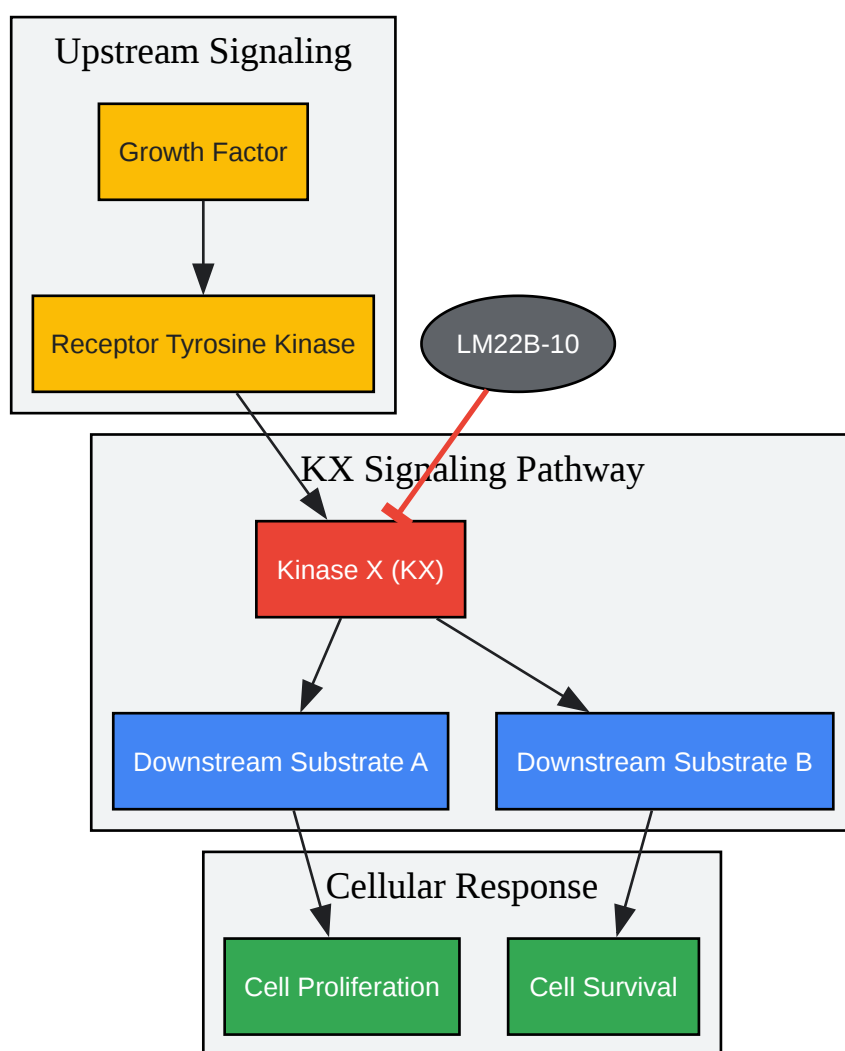 Upstream Signaling
Growth Factor
Receptor Tyrosine Kinase
LM22B-10
KX Signaling Pathway
Kinase X (KX)
Downstream Substrate A
Downstream Substrate B
Cellular Response
Cell Proliferation
Cell Survival